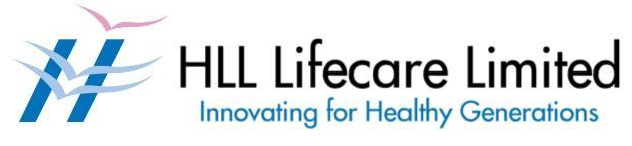 HLL Lifecare Limited
Innovating for Healthy Generations